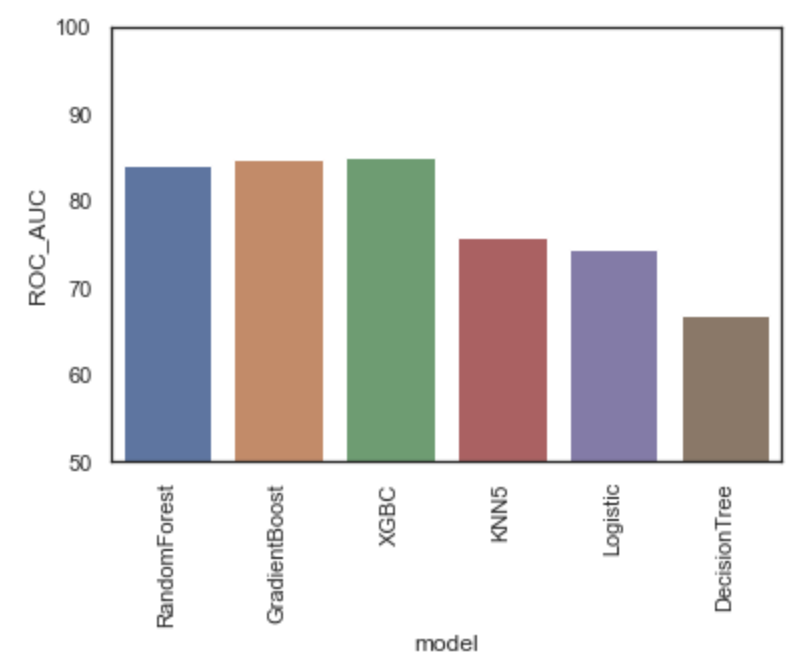 100
90
80
70
60
50
ROC_AUC
RandomForest
GradientBoost
XGBC
KNN5
Logistic
DecisionTree
model